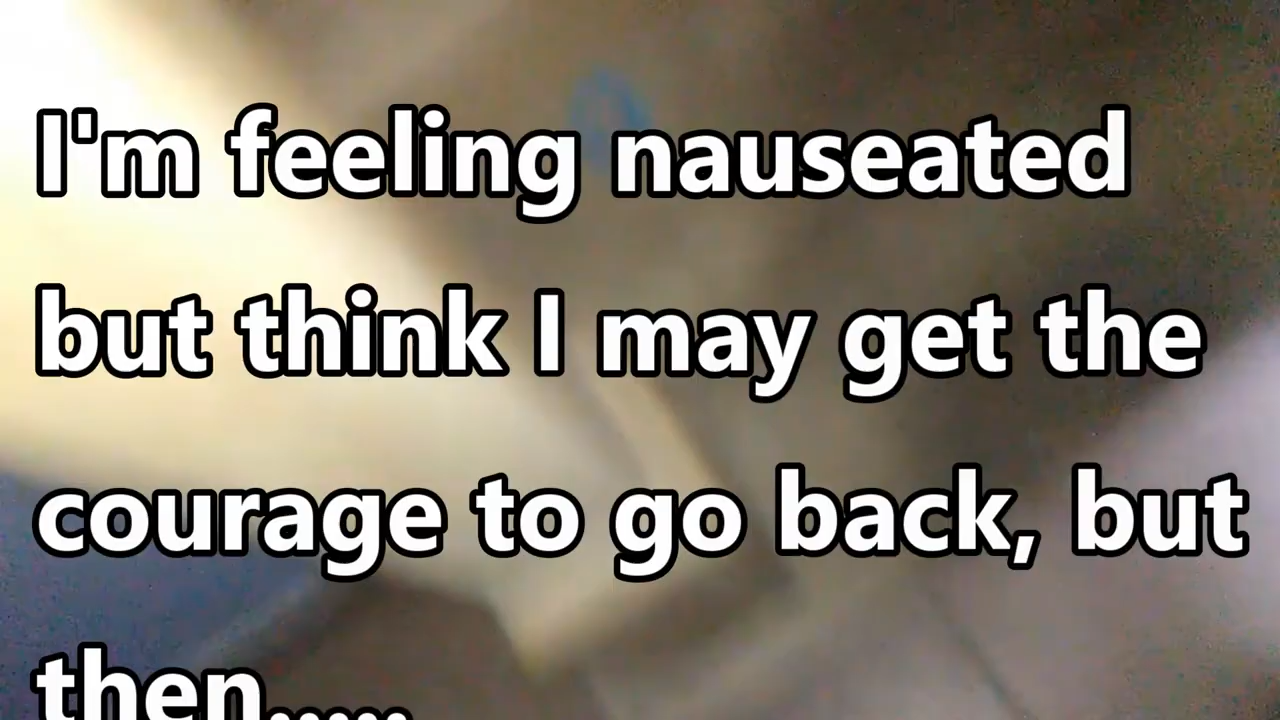 I'm feeling nauseated
but think I may get the
courage to go back, but
then......